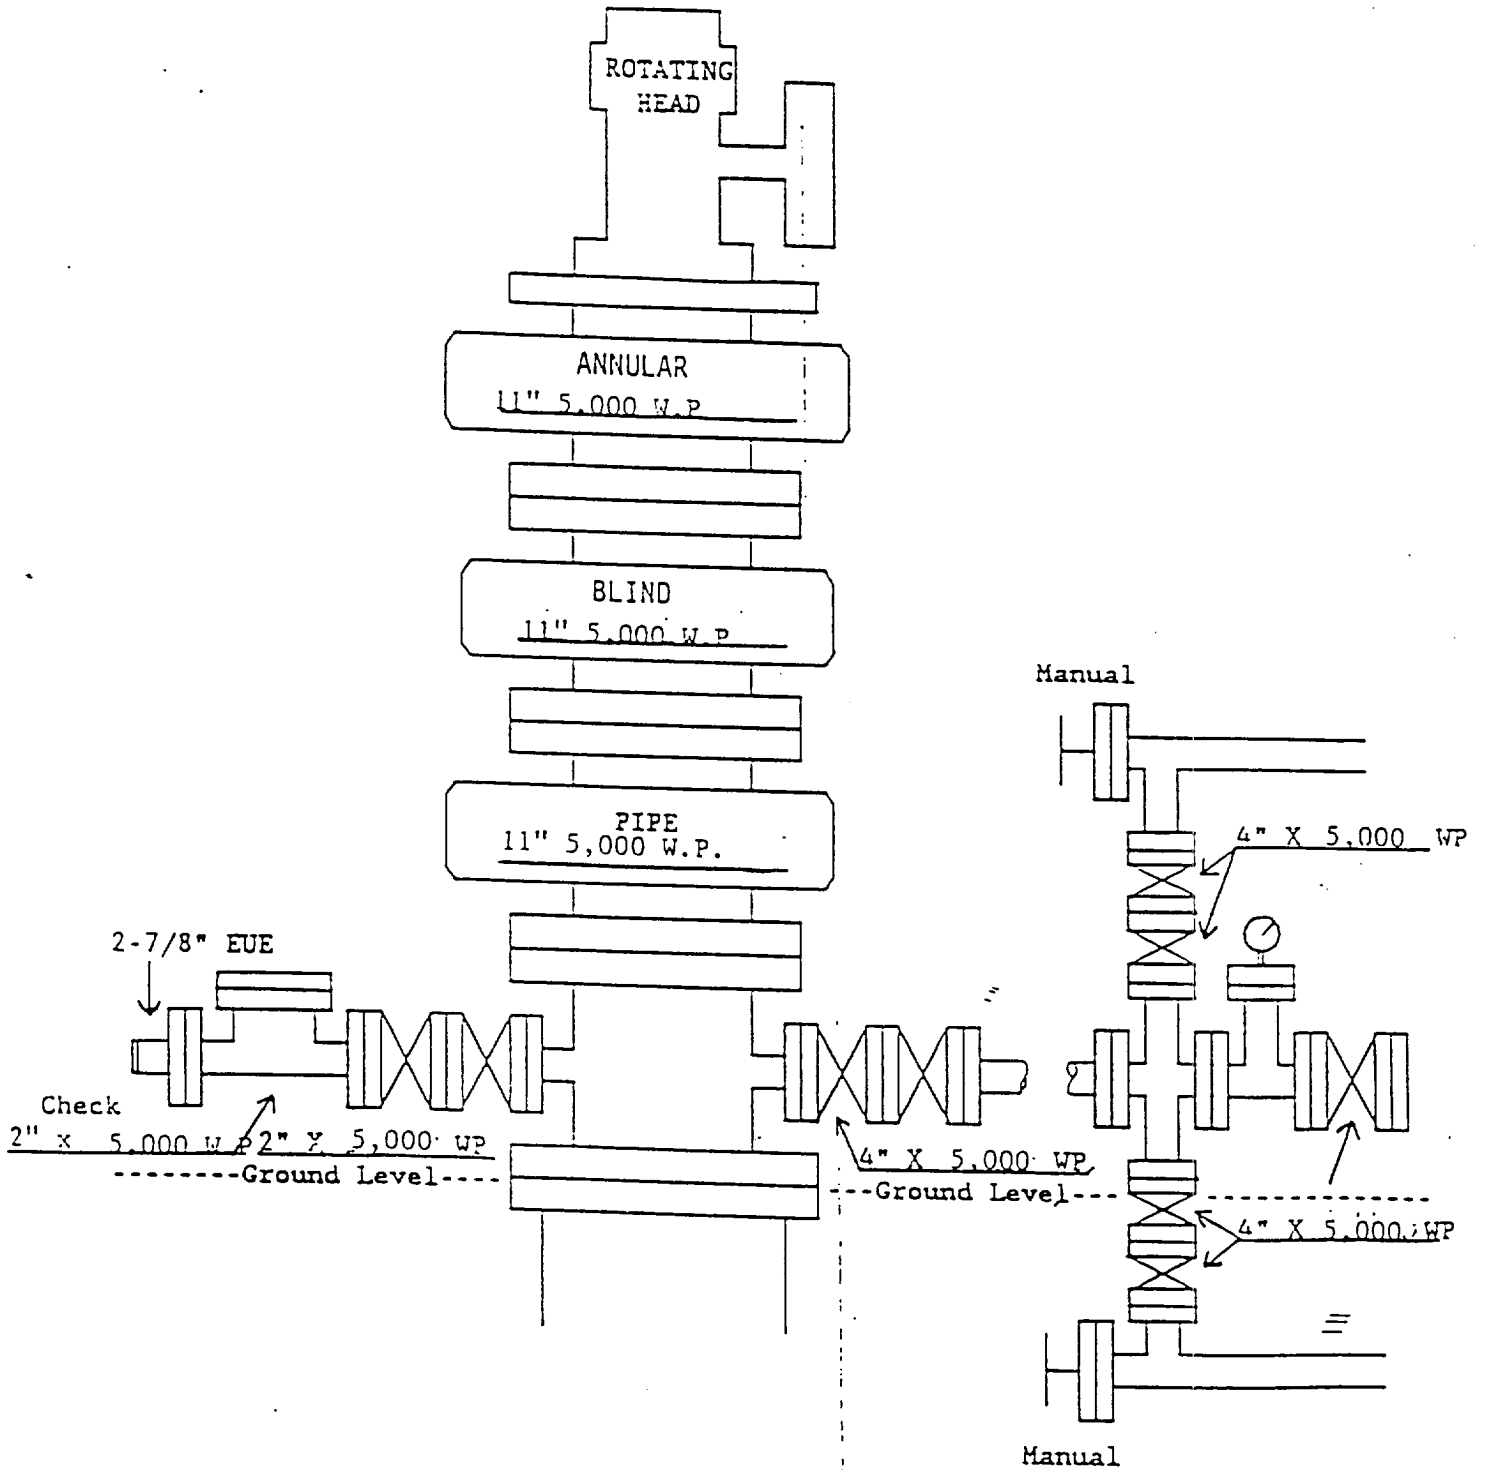 ROTATING
HEAD
ANNULAR
11" 5.000 W.P
BLIND
11" 5.000 W.P
Manual
PIPE
11" 5,000 W.P.
4" X 5,000 WP
2-7/8" EUE
Check
2" x 5.000 W.P 2" X 5,000 WP
4" X 5,000 WP
--------Ground Level----
---Ground Level---
4" X 5,000 WP
Manual